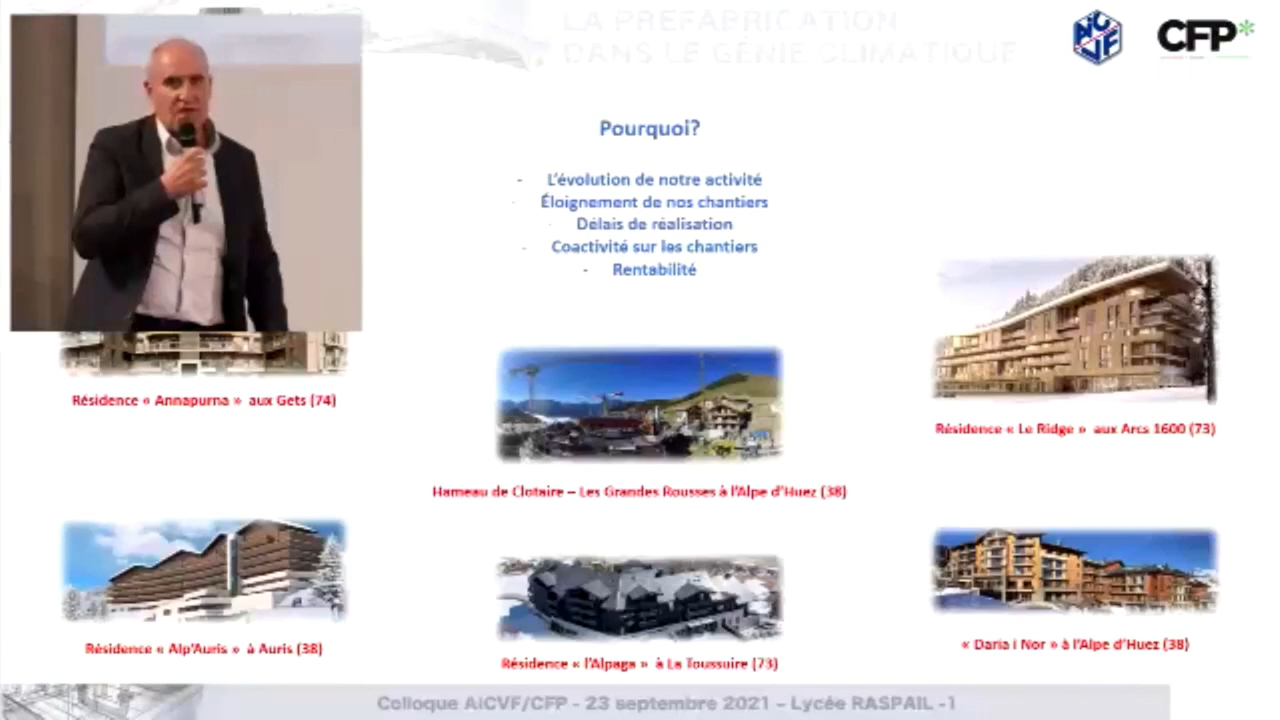 LA PRÉFABRICATION
DANS LE GÉNIE CLIMATIQUE
AICVF
CFP*
Pourquoi?
- L'évolution de notre activité
- Éloignement de nos chantiers
- Délais de réalisation
- Coactivité sur les chantiers
- Rentabilité
Résidence « Annapurna » aux Gets (74)
Résidence « Le Ridge » aux Arcs 1600 (73)
Hameau de Clotaire – Les Grandes Rousses à l'Alpe d'Huez (38)
Résidence « Alp'Auris » à Auris (38)
Résidence « l'Alpaga » à La Toussuire (73)
« Daria i Nor » à l'Alpe d'Huez (38)
Colloque AiCVF/CFP - 23 septembre 2021 – Lycée RASPAIL -1